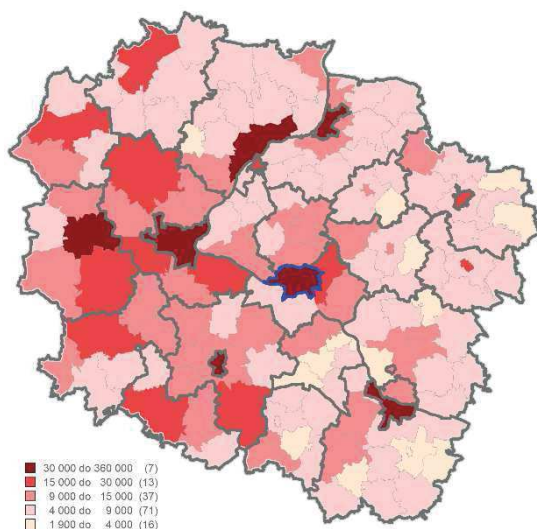 30 000 do 360 000 (7)
15 000 do 30 000 (13)
9 000 do 15 000 (37)
4 000 do 9 000 (71)
1 900 do 4 000 (16)